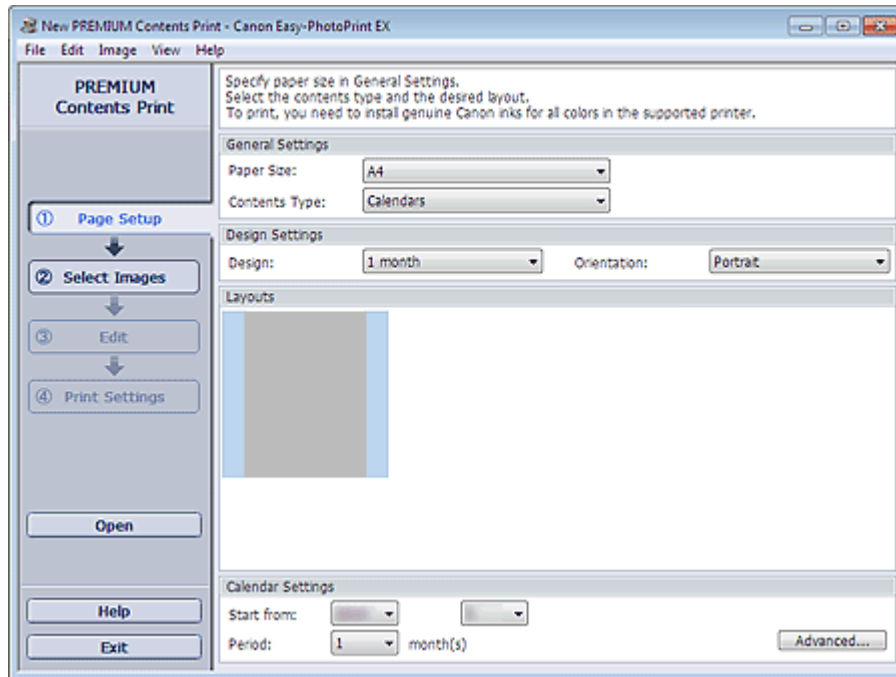 New PREMIUM Contents Print - Canon Easy-PhotoPrint EX
File Edit Image View Help
PREMIUM
Contents Print
① Page Setup
② Select Images
③ Edit
④ Print Settings
Open
Help
Exit
Specify paper size in General Settings.
Select the contents type and the desired layout.
To print, you need to install genuine Canon inks for all colors in the supported printer.
General Settings
Paper Size: A4
Contents Type: Calendars
Design Settings
Design: 1 month Orientation: Portrait
Layouts
Calendar Settings
Start from:
Period: 1 month(s) Advanced...